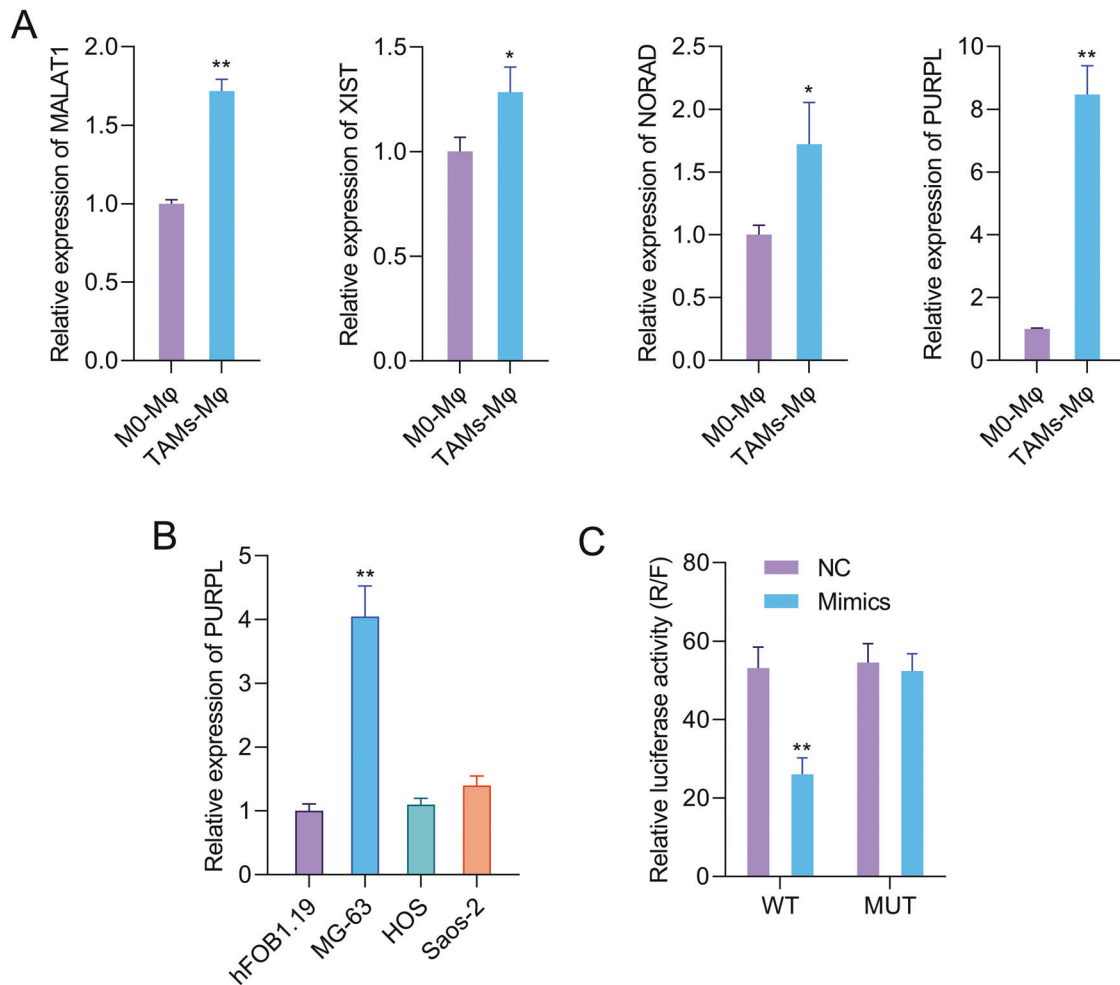 A
Relative expression of MALAT1
2.0
1.5
1.0
0.5
0.0
**
M0-Mφ
TAMs-Mφ
Relative expression of XIST
1.5
1.0
0.5
0.0
*
M0-Mφ
TAMs-Mφ
Relative expression of NORAD
2.5
2.0
1.5
1.0
0.5
0.0
*
M0-Mφ
TAMs-Mφ
Relative expression of PURPL
10
8
6
4
2
0
**
M0-Mφ
TAMs-Mφ
B
Relative expression of PURPL
5
4
3
2
1
0
**
hFOB1.19
MG-63
HOS
Saos-2
C
Relative luciferase activity (R/F)
80
60
40
20
0
NC
Mimics
**
WT
MUT